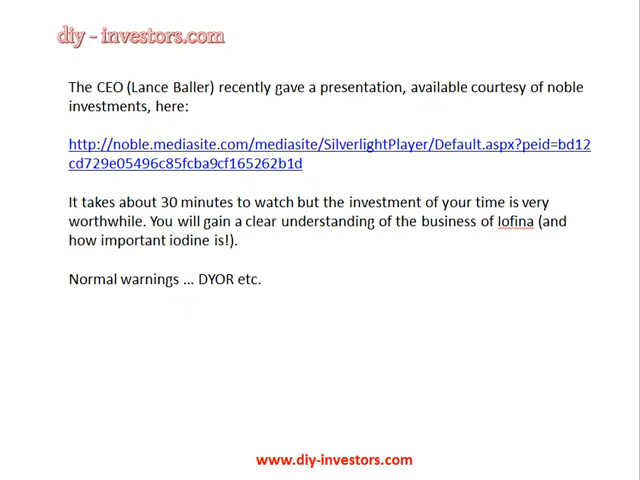 diy - investors.com
The CEO (Lance Baller) recently gave a presentation, available courtesy of noble
investments, here:
http://noble.mediasite.com/mediasite/SilverlightPlayer/Default.aspx?peid=bd12
cd729e05496c85fcba9cf165262b1d
It takes about 30 minutes to watch but the investment of your time is very
worthwhile. You will gain a clear understanding of the business of Iofina (and
how important iodine is!).
Normal warnings ... DYOR etc.
www.diy-investors.com